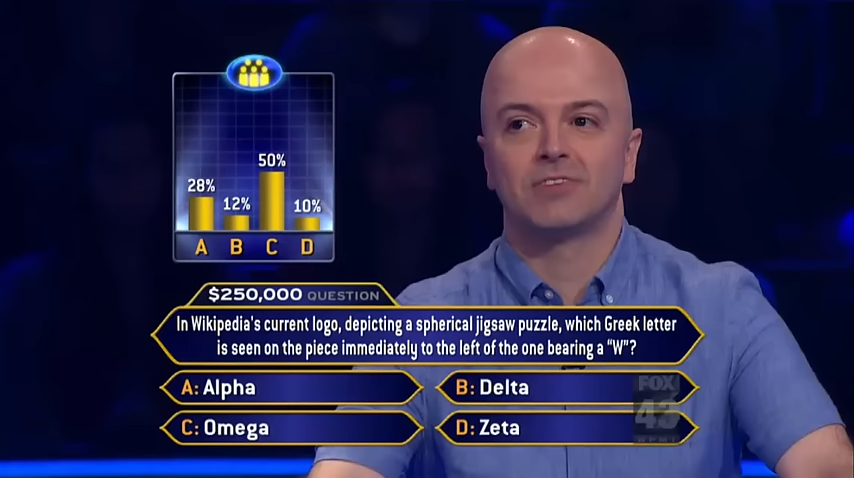 28%
12%
50%
10%
A B C D
$250,000 QUESTION
In Wikipedia's current logo, depicting a spherical jigsaw puzzle, which Greek letter
is seen on the piece immediately to the left of the one bearing a "W"?
A: Alpha
B: Delta
C: Omega
D: Zeta
FOX
43
WPMT